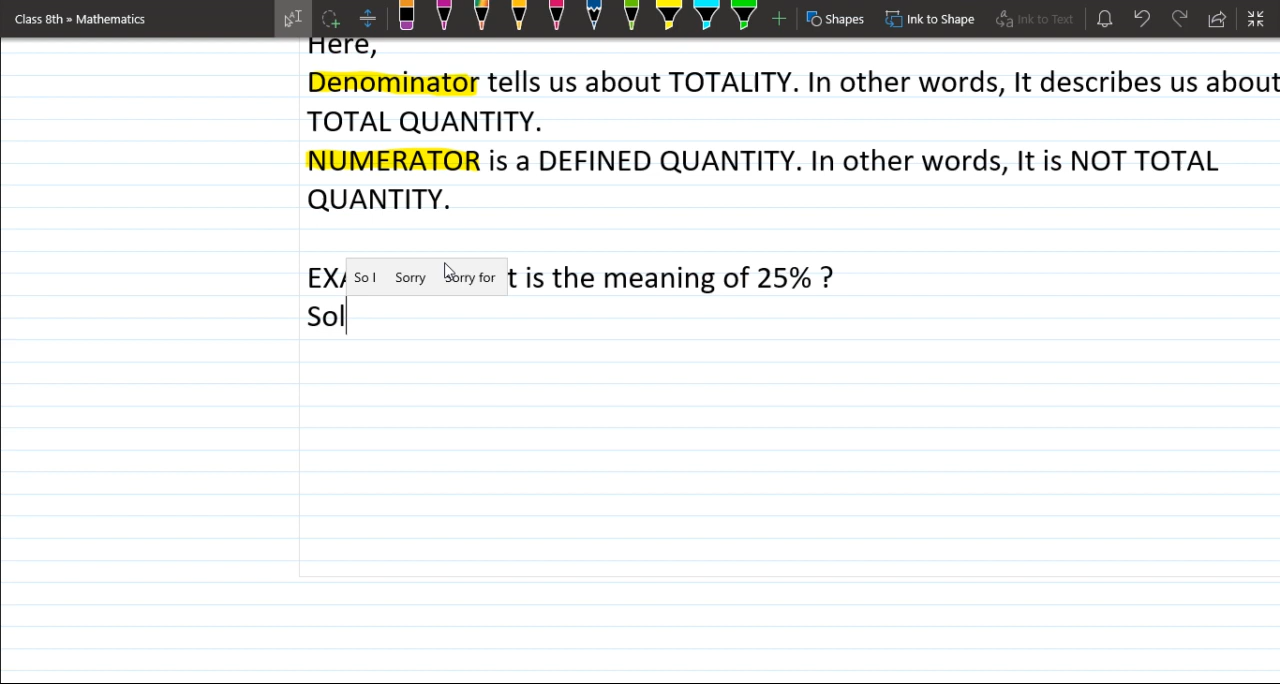 Class 8th » Mathematics
Shapes
Ink to Shape
Ink to Text
Here,
Denominator tells us about TOTALITY. In other words, It describes us about
TOTAL QUANTITY.
NUMERATOR is a DEFINED QUANTITY. In other words, It is NOT TOTAL
QUANTITY.
EXA t is the meaning of 25% ?
So I Sorry Sorry for
Sol